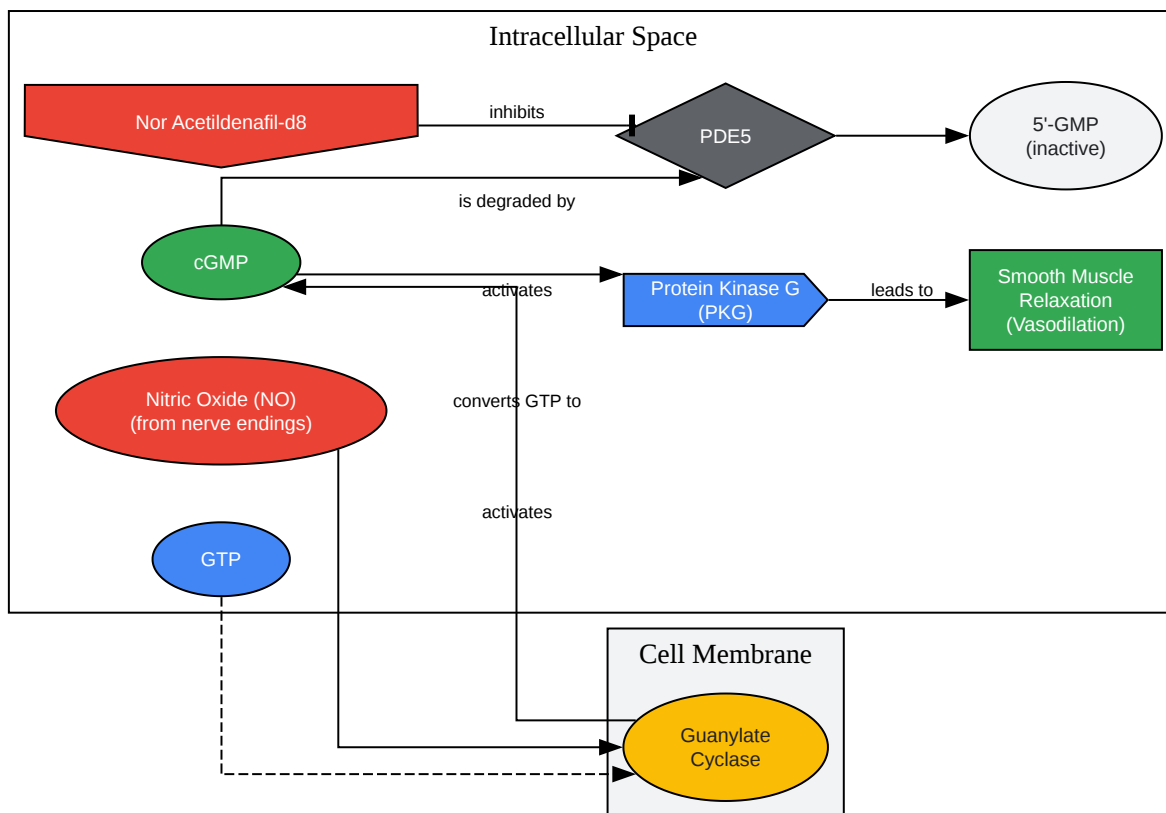 Intracellular Space
Nor Acetildenafil-d8
inhibits
PDE5
5'-GMP
(inactive)
is degraded by
cGMP
activates
Protein Kinase G
(PKG)
leads to
Smooth Muscle
Relaxation
(Vasodilation)
Nitric Oxide (NO)
(from nerve endings)
converts GTP to
activates
GTP
Cell Membrane
Guanylate
Cyclase